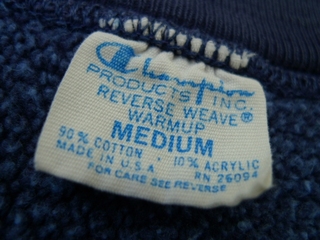 Champion
PRODUCTS INC.
REVERSE WEAVE®
WARMUP
MEDIUM
90% COTTON · 10% ACRYLIC
MADE IN U.S.A. RN 26094
FOR CARE SEE REVERSE